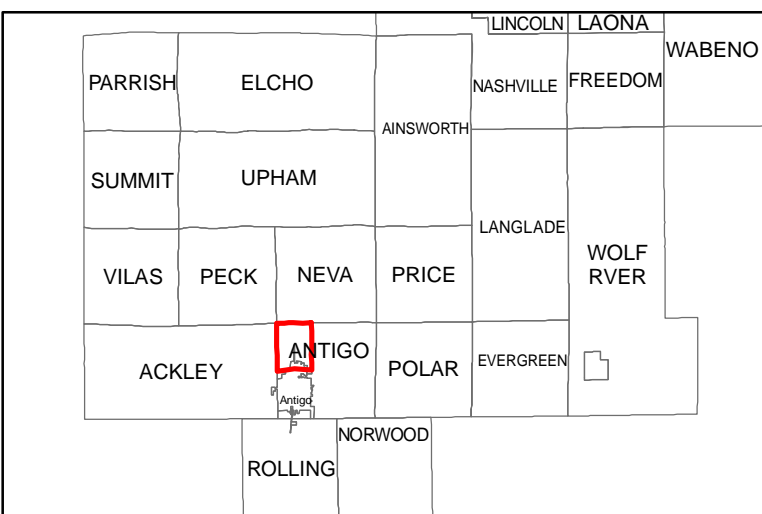 LINCOLN LAONA
WABENO
PARRISH ELCHO NASHVILLE FREEDOM
AINSWORTH
SUMMIT UPHAM
LANGLADE
VILAS PECK NEVA PRICE WOLF
RVER
ANTIGO
ACKLEY POLAR EVERGREEN
Antigo
NORWOOD
ROLLING